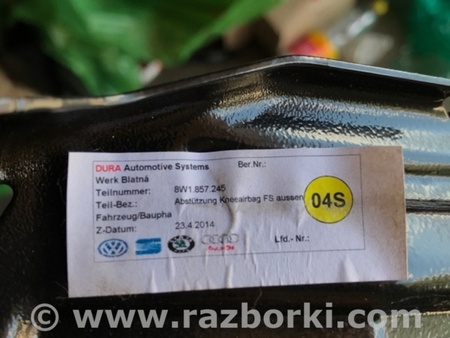 DURA Automotive Systems Ber.Nr.:
Werk Blatná
Teilnummer: 8W1.857.245
Teil-Bez.: Abstützung Kneeairbag FS aussen
Fahrzeug/Baupha
Z-Datum: 23.4.2014
04S
Lfd.- Nr.:
© www.razborki.com